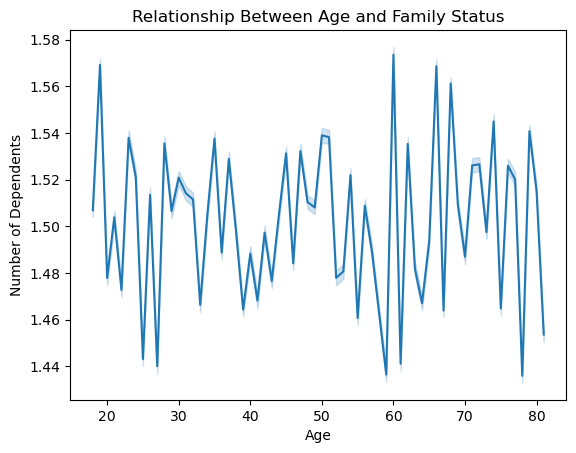 Relationship Between Age and Family Status
Number of Dependents
1.58
1.56
1.54
1.52
1.50
1.48
1.46
1.44
20 30 40 50 60 70 80
Age